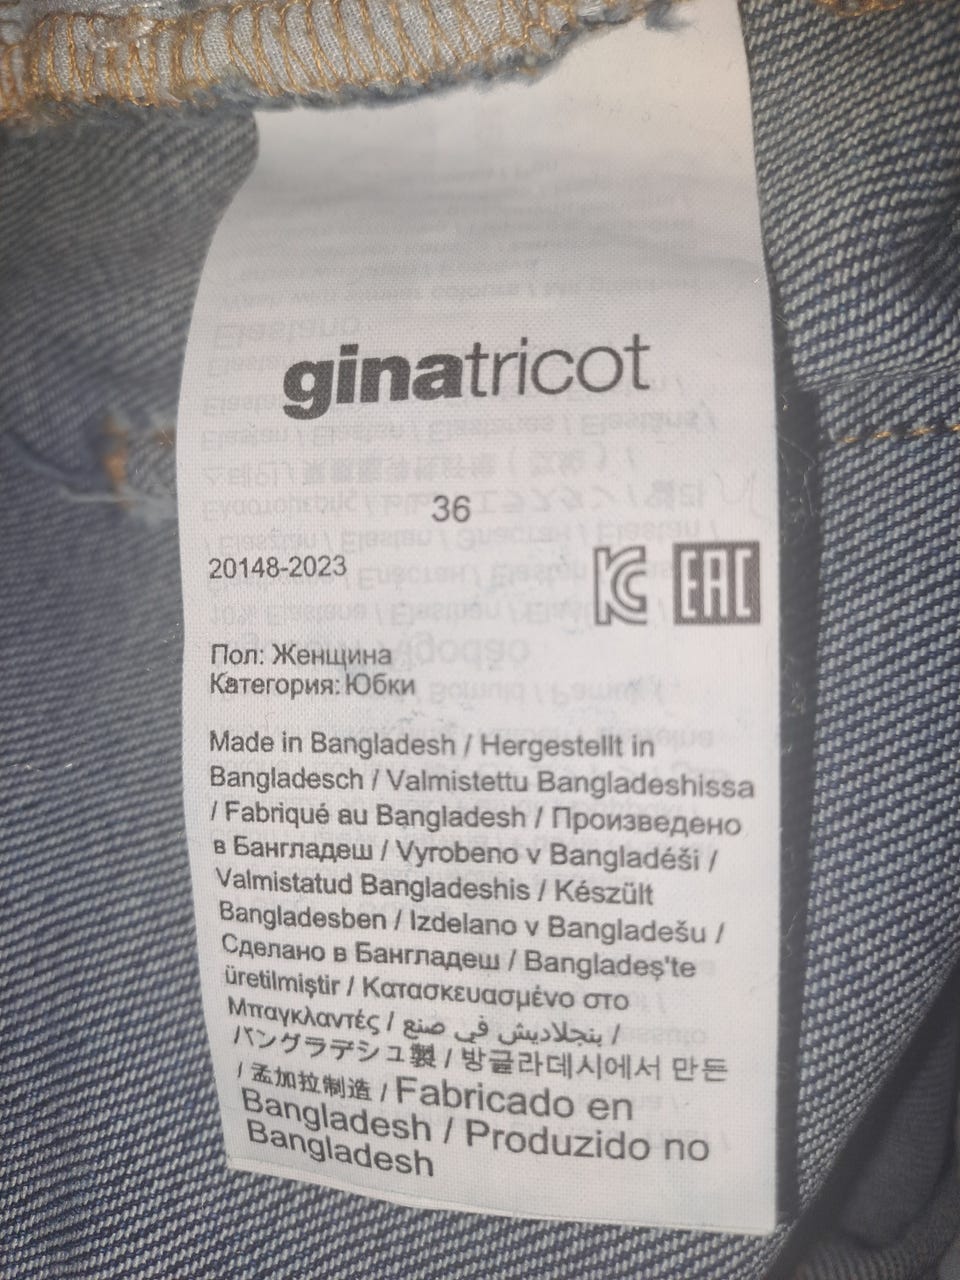 ginatricot
36
20148-2023
EAC
Пол: Женщина
Категория: Юбки
Made in Bangladesh / Hergestellt in
Bangladesch / Valmistettu Bangladeshissa
/ Fabriqué au Bangladesh / Произведено
в Бангладеш / Vyrobeno v Bangladéši /
Valmistatud Bangladeshis / Készült
Bangladesben / Izdelano v Bangladešu /
Сделано в Бангладеш / Bangladeş'te
üretilmiştir / Κατασκευασμένο στο
Μπαγκλαντές / بنجلاديش في صنع /
バングラデシュ製 / 방글라데시에서 만든
/ 孟加拉制造 / Fabricado en
Bangladesh / Produzido no
Bangladesh